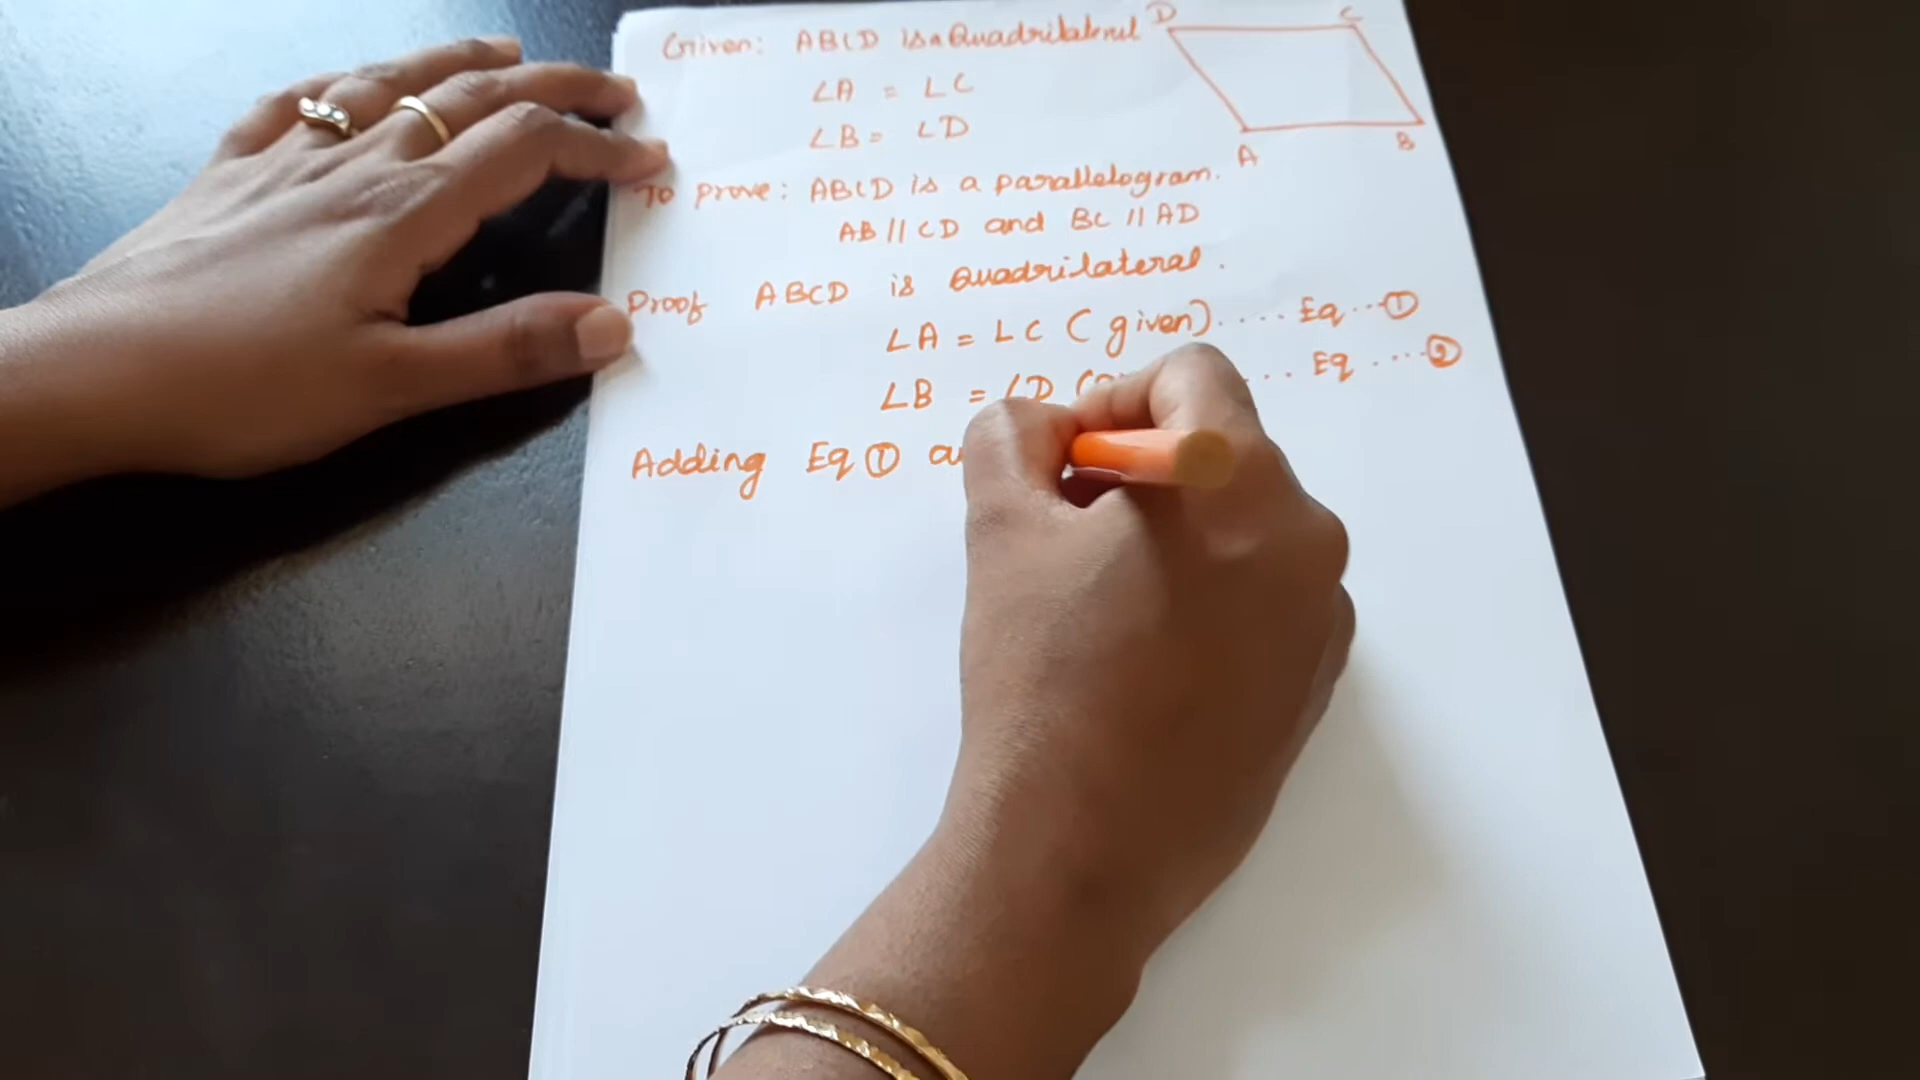 Given: ABCD is a Quadrilateral
∠A = ∠C
∠B = ∠D
D
C
A
B
To prove: ABCD is a parallelogram.
AB // CD and BC // AD
Proof ABCD is Quadrilateral.
∠A = ∠C (given)..... Eq...①
∠B = ∠D ... Eq ....②
Adding Eq ①